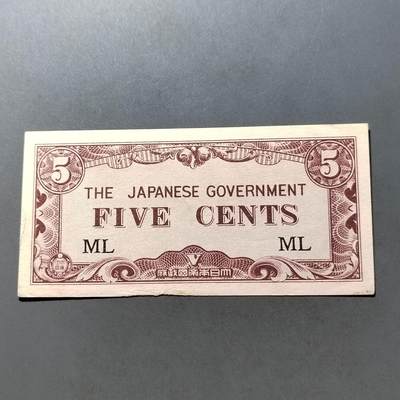 5 5
THE JAPANESE GOVERNMENT
FIVE CENTS
ML ML
V
府政國帝本日大